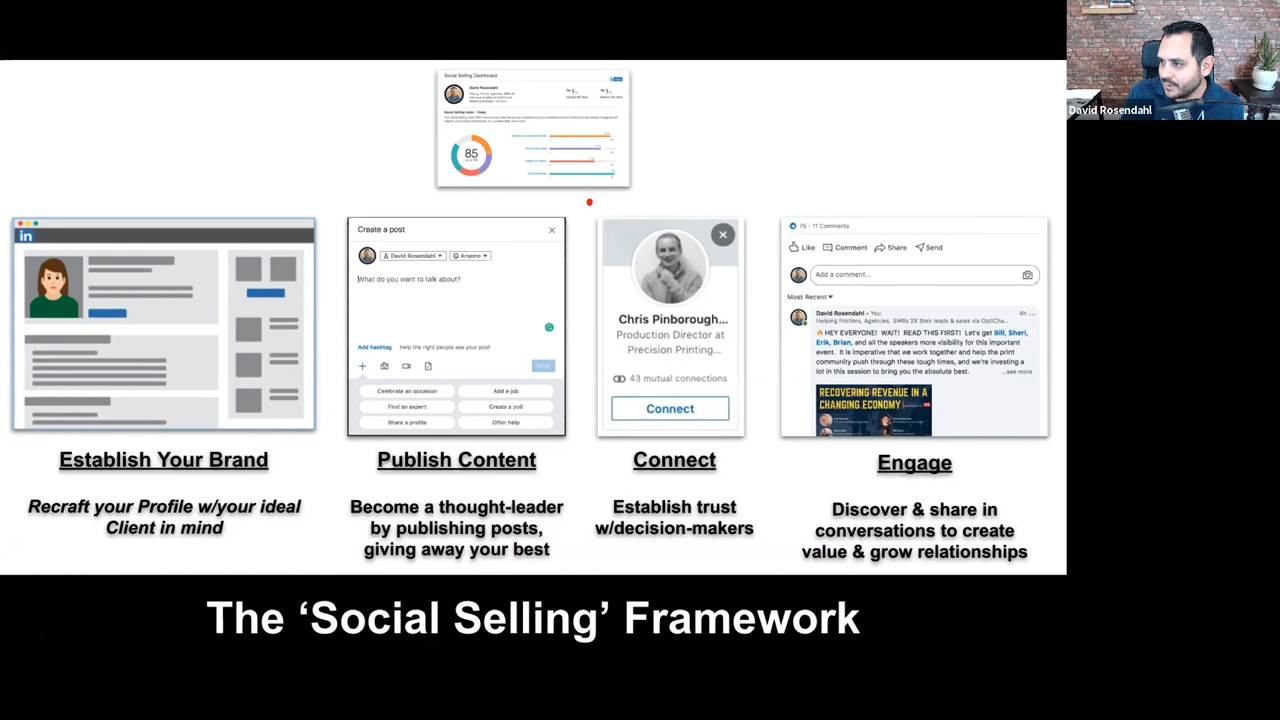 Social Selling Dashboard
David Rosendahl
Social Selling Index – Today
85
David Rosendahl
in
Create a post
David Rosendahl
Anyone
What do you want to talk about?
Add hashtag Help the right people see your post
Post
Celebrate an occasion Add a job
Find an expert Create a poll
Share a profile Offer help
Chris Pinborough...
Production Director at
Precision Printing...
43 mutual connections
Connect
75 · 11 Comments
Like Comment Share Send
Add a comment...
Most Recent
David Rosendahl · You 4h ...
Helping Printers, Agencies, SMBs 2X their leads & sales via OptiCha...
HEY EVERYONE! WAIT! READ THIS FIRST! Let's get Bill, Sheri,
Erik, Brian, and all the speakers more visibility for this important
event. It is imperative that we work together and help the print
community push through these tough times, and we're investing a
lot in this session to bring you the absolute best. ...see more
RECOVERING REVENUE IN A
CHANGING ECONOMY
Establish Your Brand
Recraft your Profile w/your ideal
Client in mind
Publish Content
Become a thought-leader
by publishing posts,
giving away your best
Connect
Establish trust
w/decision-makers
Engage
Discover & share in
conversations to create
value & grow relationships
The ‘Social Selling’ Framework